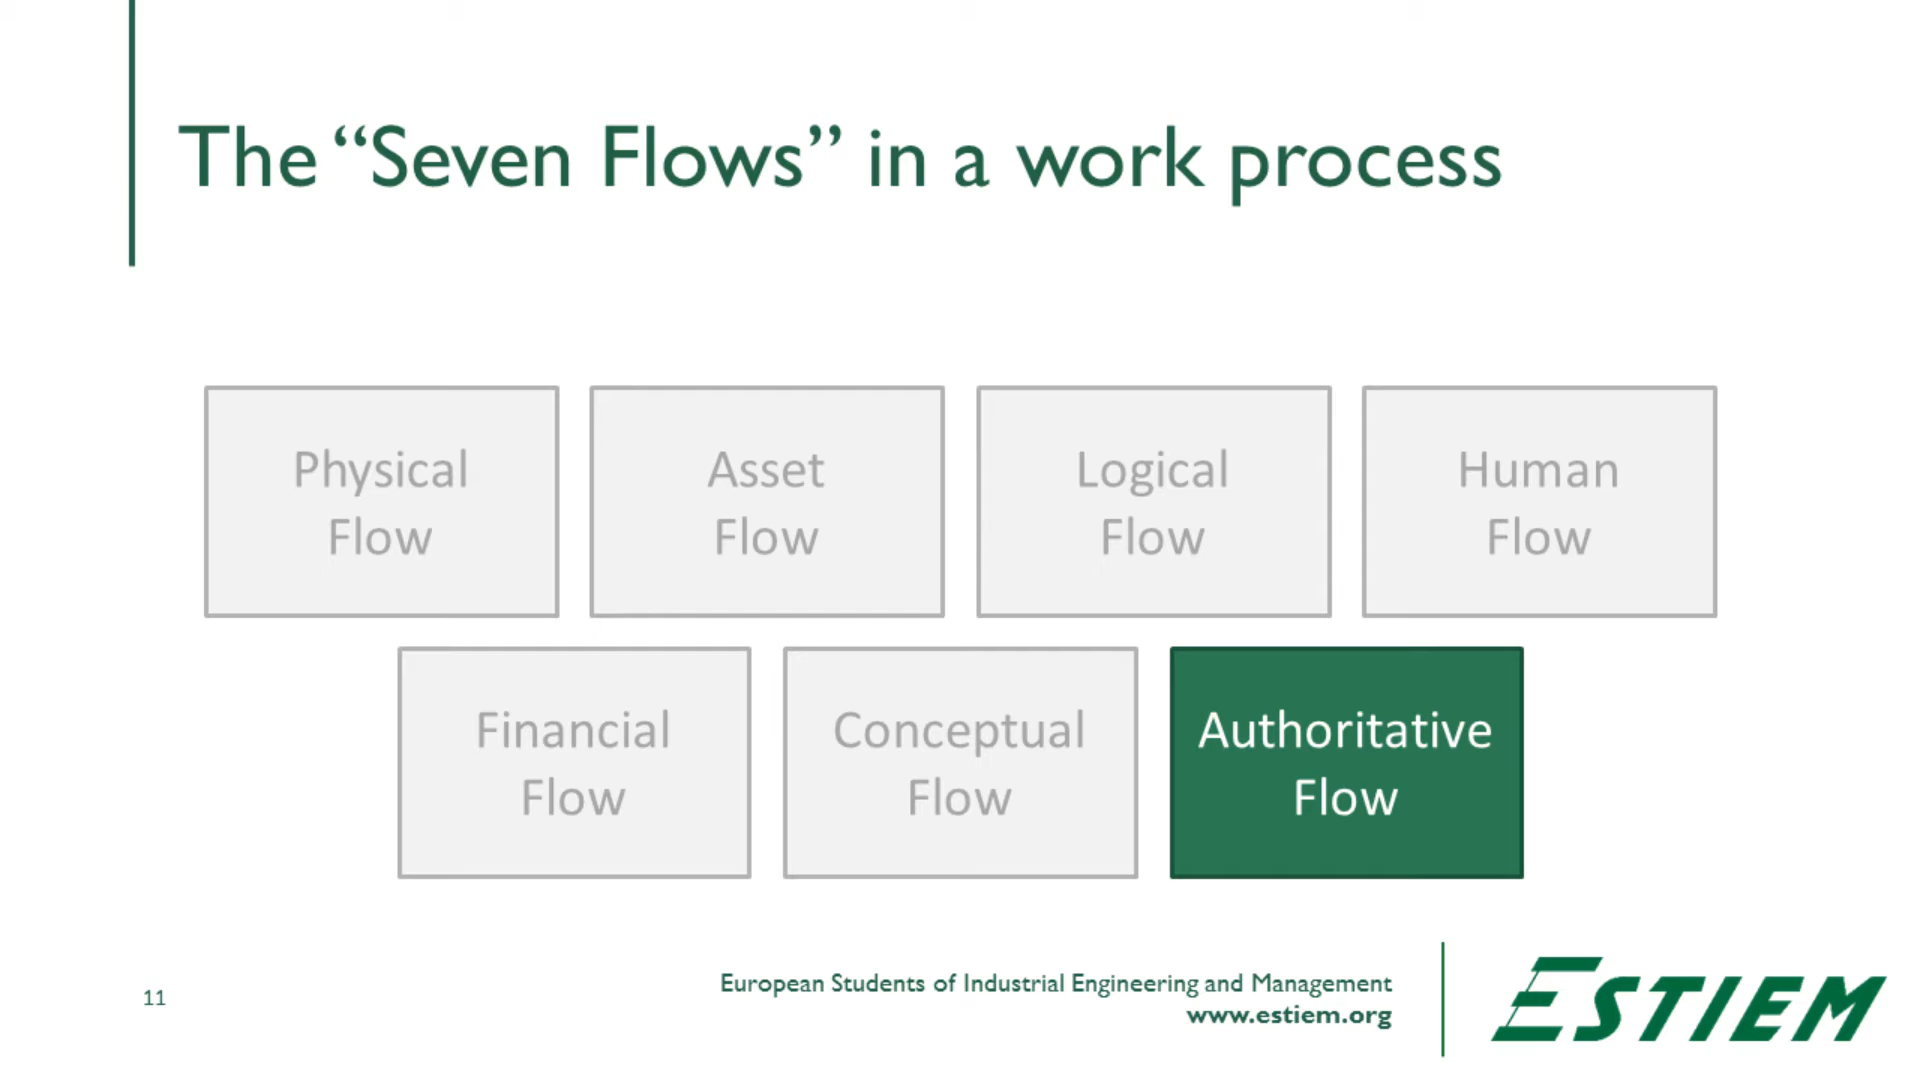 The “Seven Flows” in a work process
Physical
Flow
Asset
Flow
Logical
Flow
Human
Flow
Financial
Flow
Conceptual
Flow
Authoritative
Flow
11
European Students of Industrial Engineering and Management
www.estiem.org
ESTIEM